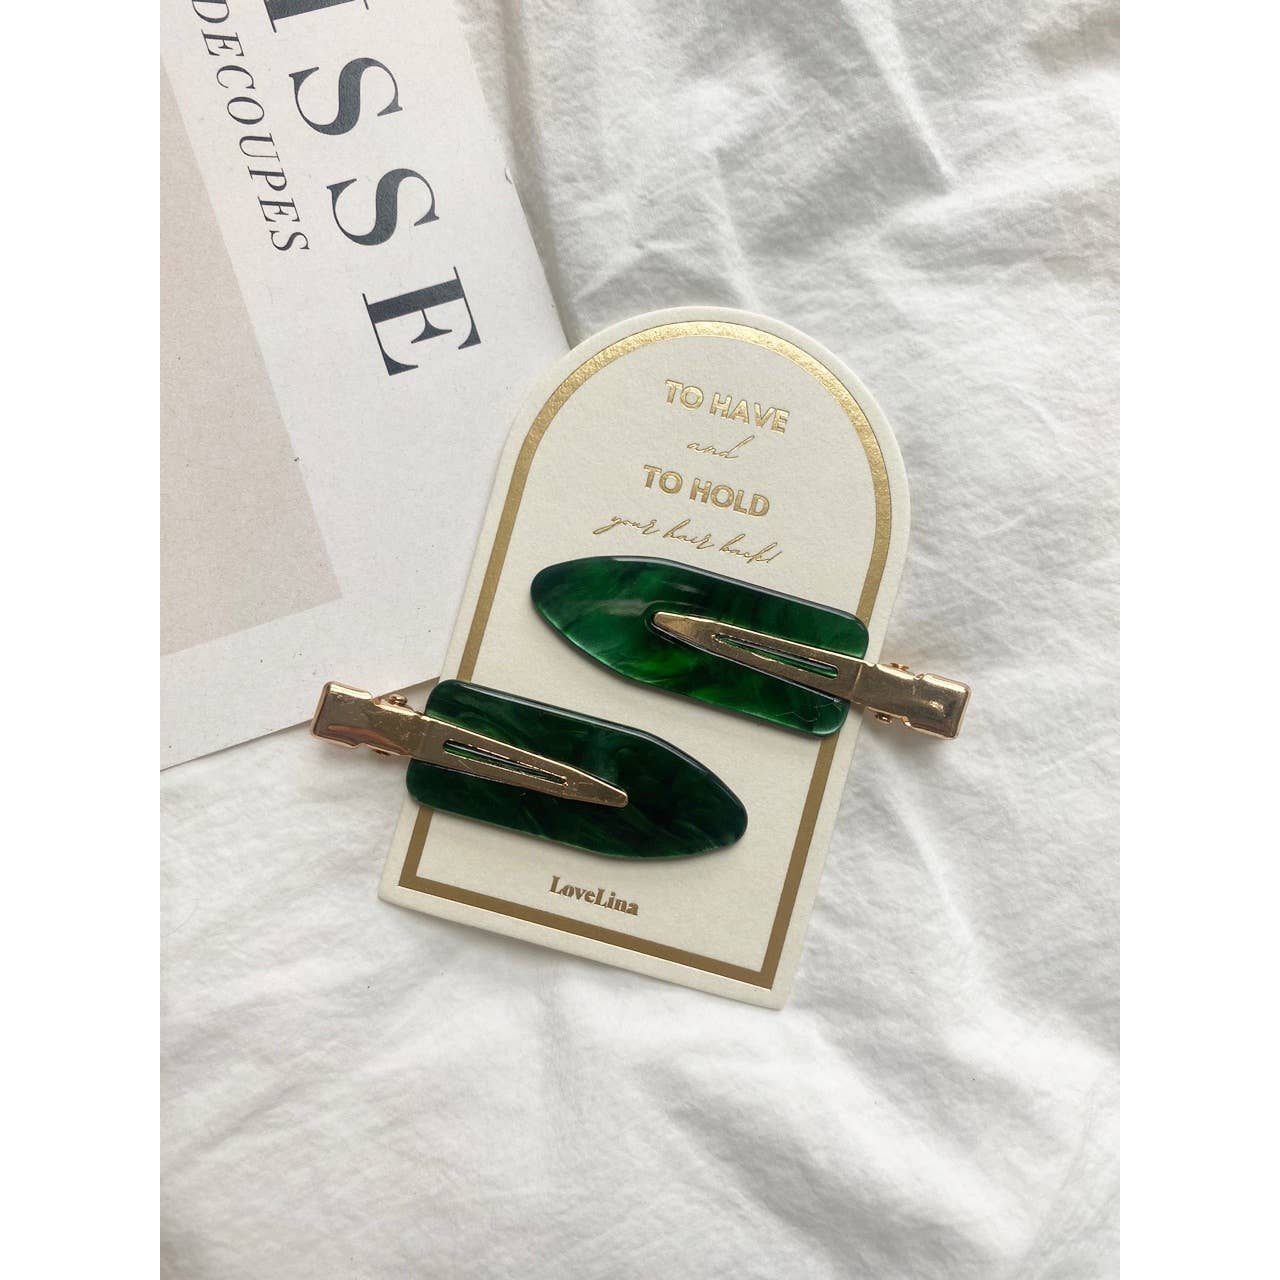 ISSE
DECOUPES
TO HAVE
and
TO HOLD
your hair back!
LoveLina